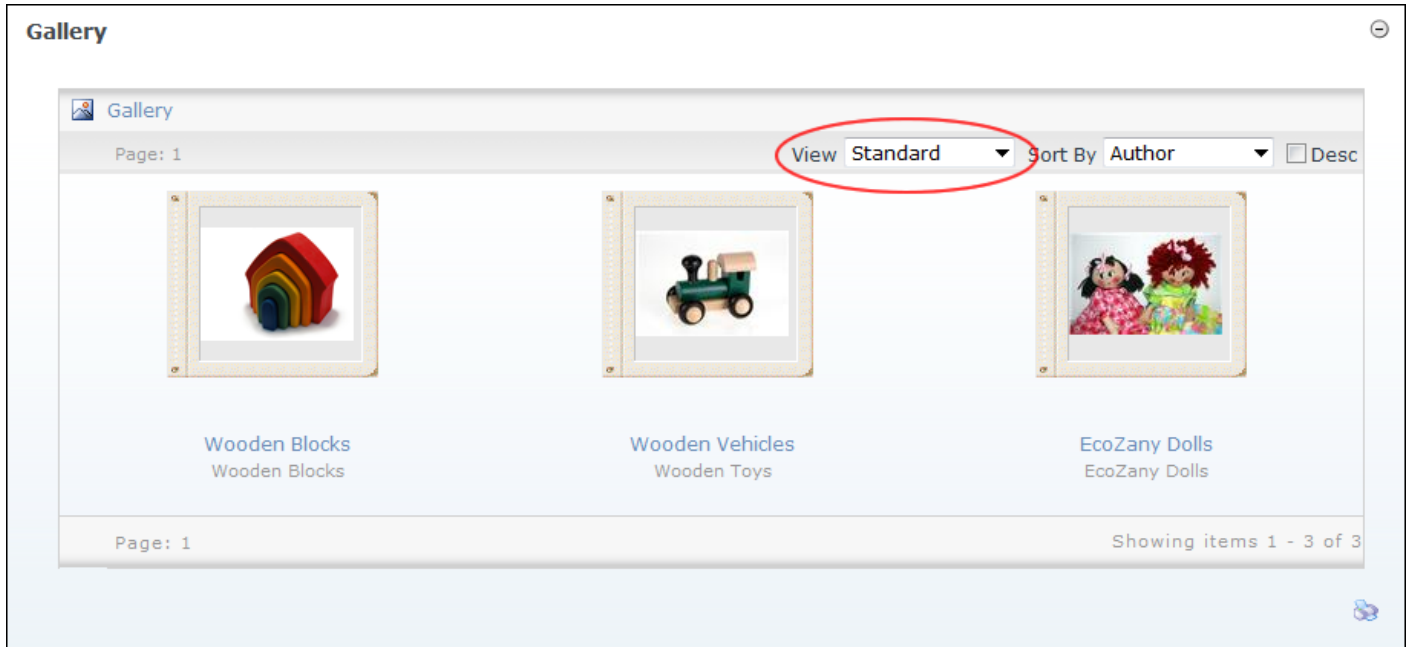 Gallery
Gallery
Page: 1 View Standard Sort By Author Desc
Wooden Blocks Wooden Vehicles EcoZany Dolls
Wooden Blocks Wooden Toys EcoZany Dolls
Page: 1 Showing items 1 - 3 of 3